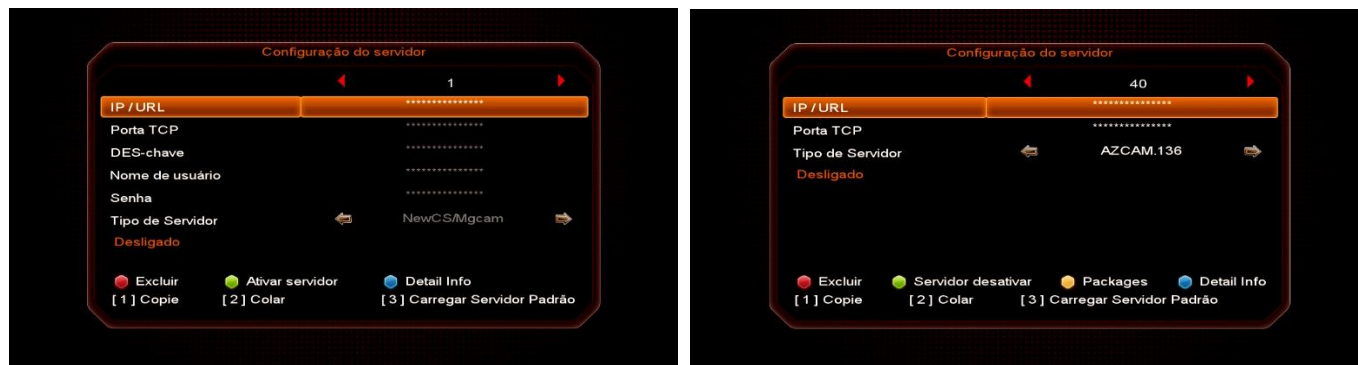 Configuração do servidor
1
IP / URL ***************
Porta TCP ***************
DES-chave ***************
Nome de usuário ***************
Senha ***************
Tipo de Servidor NewCS/Mgcam
Desligado
Excluir Ativar servidor Detail Info
[ 1 ] Copie [ 2 ] Colar [ 3 ] Carregar Servidor Padrão
Configuração do servidor
40
IP / URL ***************
Porta TCP ***************
Tipo de Servidor AZCAM.136
Desligado
Excluir Servidor desativar Packages Detail Info
[ 1 ] Copie [ 2 ] Colar [ 3 ] Carregar Servidor Padrão